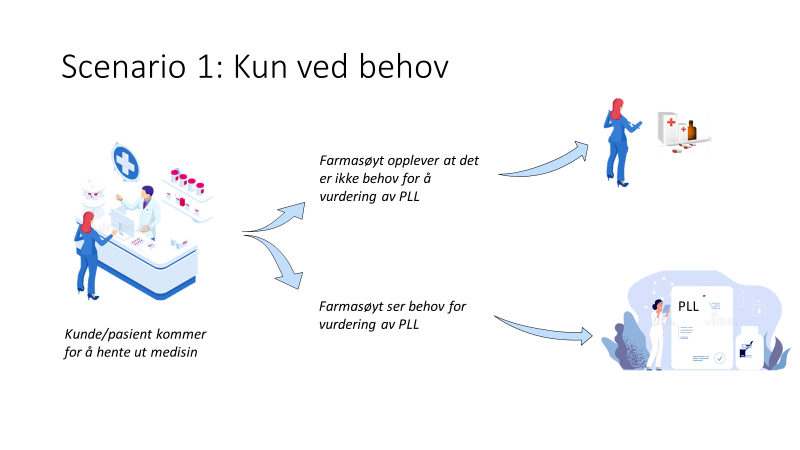 Scenario 1: Kun ved behov
Farmasøyt opplever at det
er ikke behov for å
vurdering av PLL
Farmasøyt ser behov for
vurdering av PLL
Kunde/pasient kommer
for å hente ut medisin
PLL